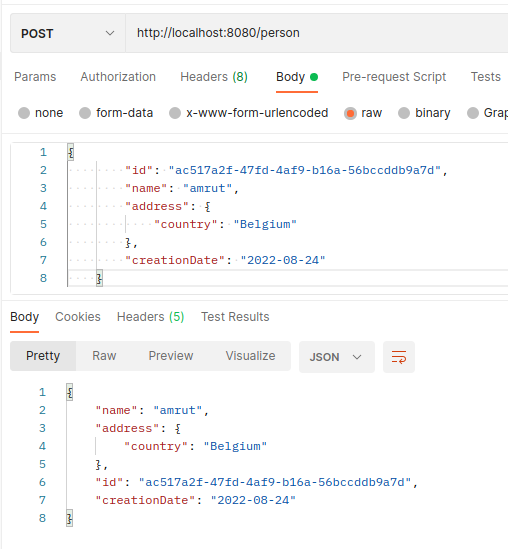 POST http://localhost:8080/person
Params Authorization Headers (8) Body Pre-request Script Tests
none form-data x-www-form-urlencoded raw binary Grap
1 {
2 "id": "ac517a2f-47fd-4af9-b16a-56bccddb9a7d",
3 "name": "amrut",
4 "address": {
5 "country": "Belgium"
6 },
7 "creationDate": "2022-08-24"
8 }
Body Cookies Headers (5) Test Results
Pretty Raw Preview Visualize JSON
1 {
2 "name": "amrut",
3 "address": {
4 "country": "Belgium"
5 },
6 "id": "ac517a2f-47fd-4af9-b16a-56bccddb9a7d",
7 "creationDate": "2022-08-24"
8 }